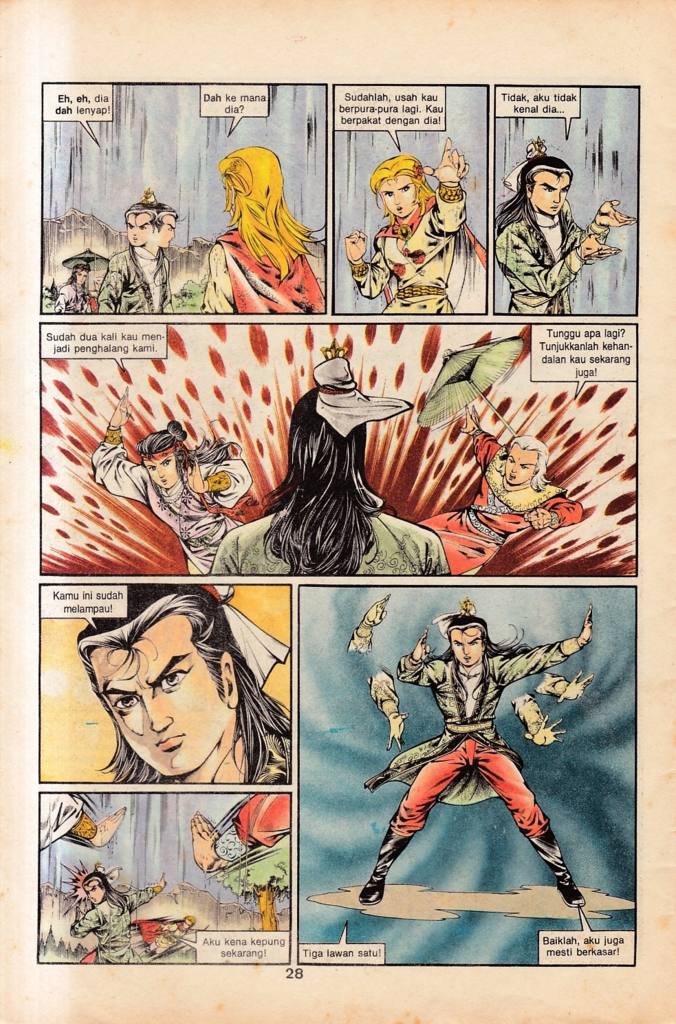 Eh, eh, dia
dah lenyap!
Dah ke mana
dia?
Sudahlah, usah kau
berpura-pura lagi. Kau
berpakat dengan dia!
Tidak, aku tidak
kenal dia...
Sudah dua kali kau men-
jadi penghalang kami.
Tunggu apa lagi?
Tunjukkanlah kehan-
dalan kau sekarang
juga!
Kamu ini sudah
melampau!
Aku kena kepung
sekarang!
Tiga lawan satu!
Baiklah, aku juga
mesti berkasar!
28